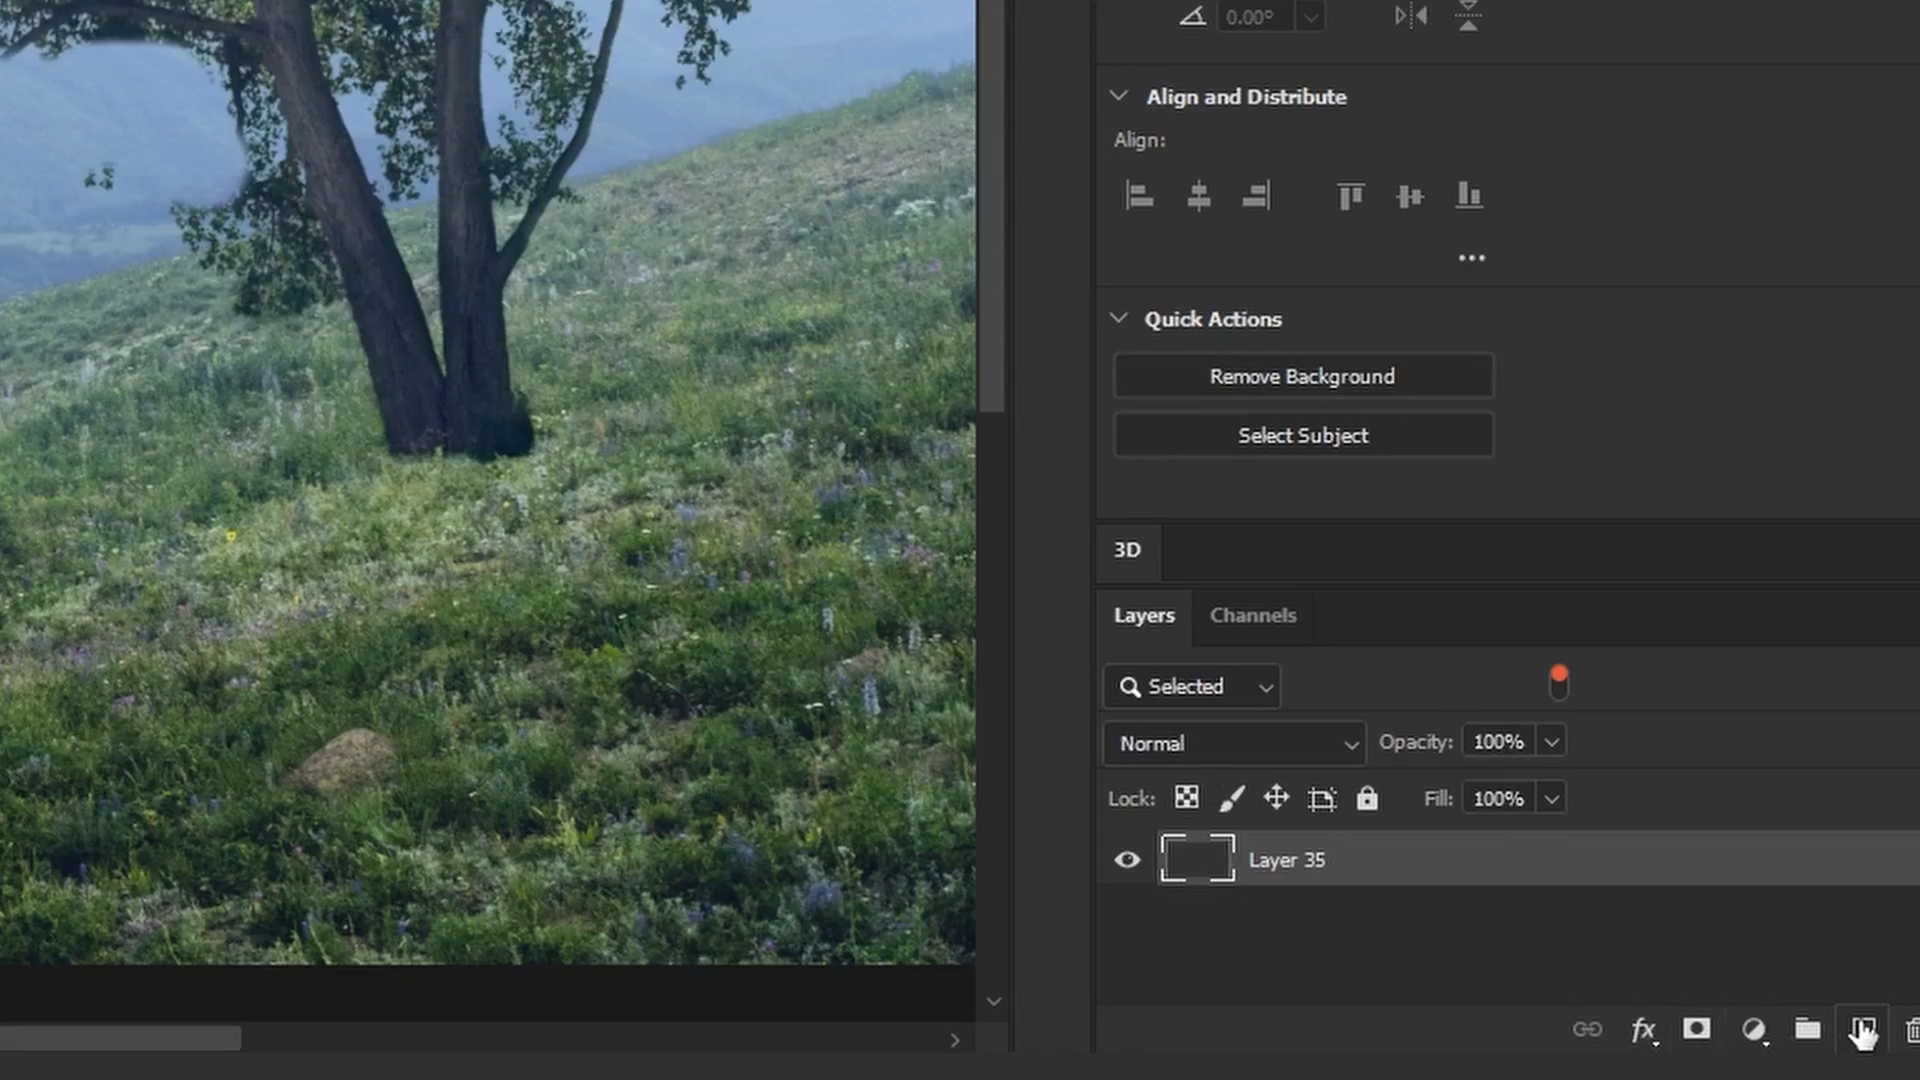 0.00°
Align and Distribute
Align:
Quick Actions
Remove Background
Select Subject
3D
Layers Channels
Selected
Normal Opacity: 100%
Lock: Fill: 100%
Layer 35
fx